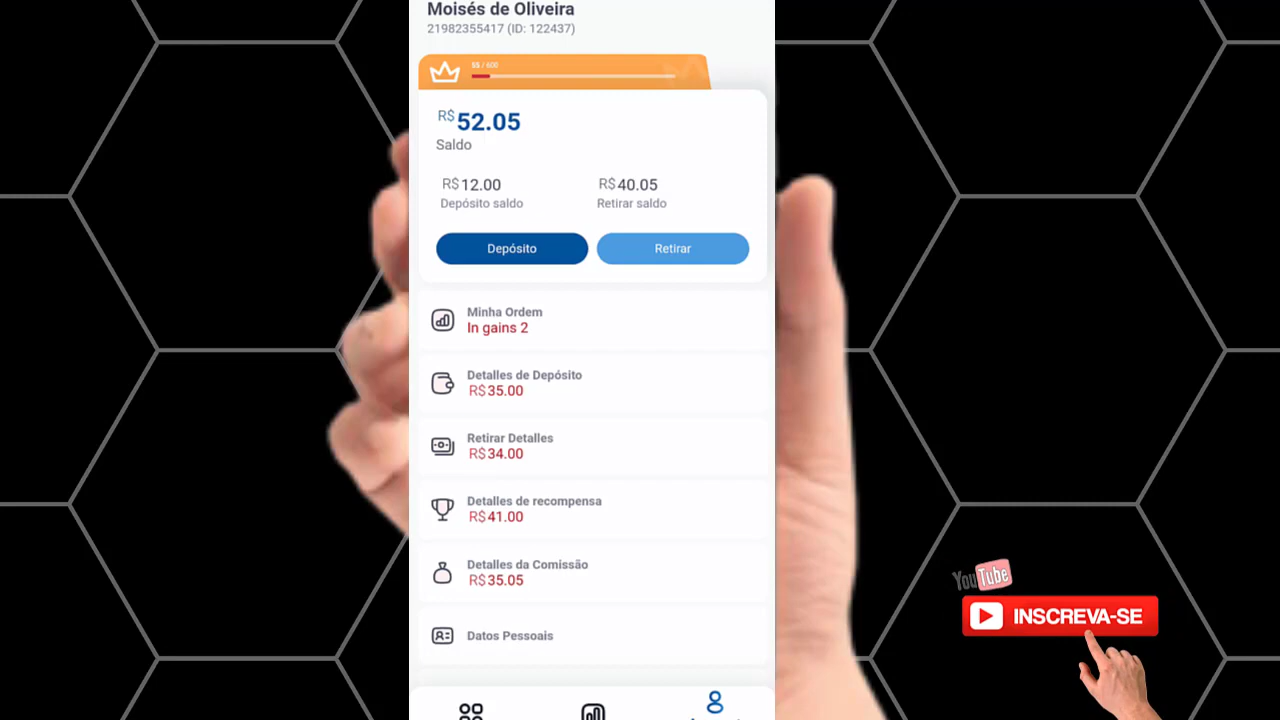 Moisés de Oliveira
21982355417 (ID: 122437)
55 / 600
R$52.05
Saldo
R$12.00
Depósito saldo
R$40.05
Retirar saldo
Depósito
Retirar
Minha Ordem
In gains 2
Detalles de Depósito
R$35.00
Retirar Detalles
R$34.00
Detalles de recompensa
R$41.00
Detalles da Comissão
R$35.05
Datos Pessoais
YouTube
INSCREVA-SE